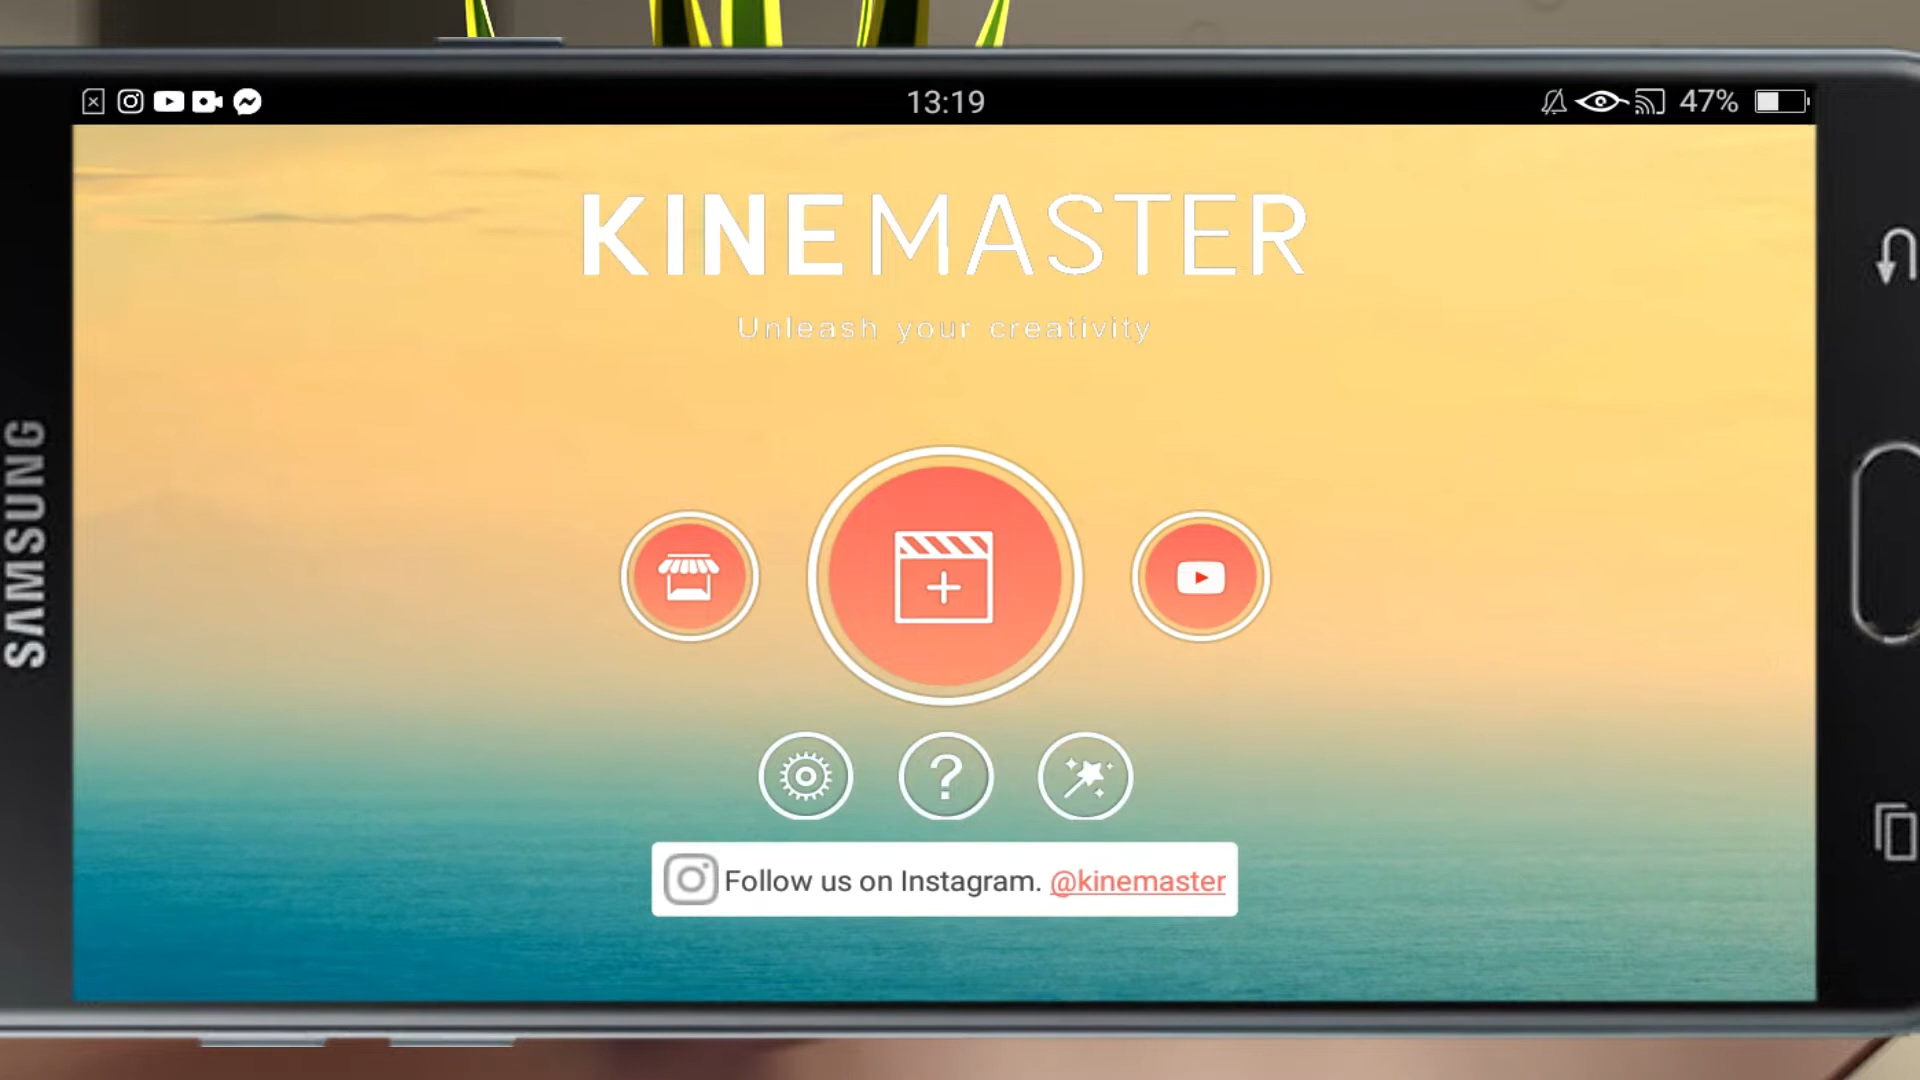 13:19
47%
KINEMASTER
Unleash your creativity
SAMSUNG
?
Follow us on Instagram. @kinemaster